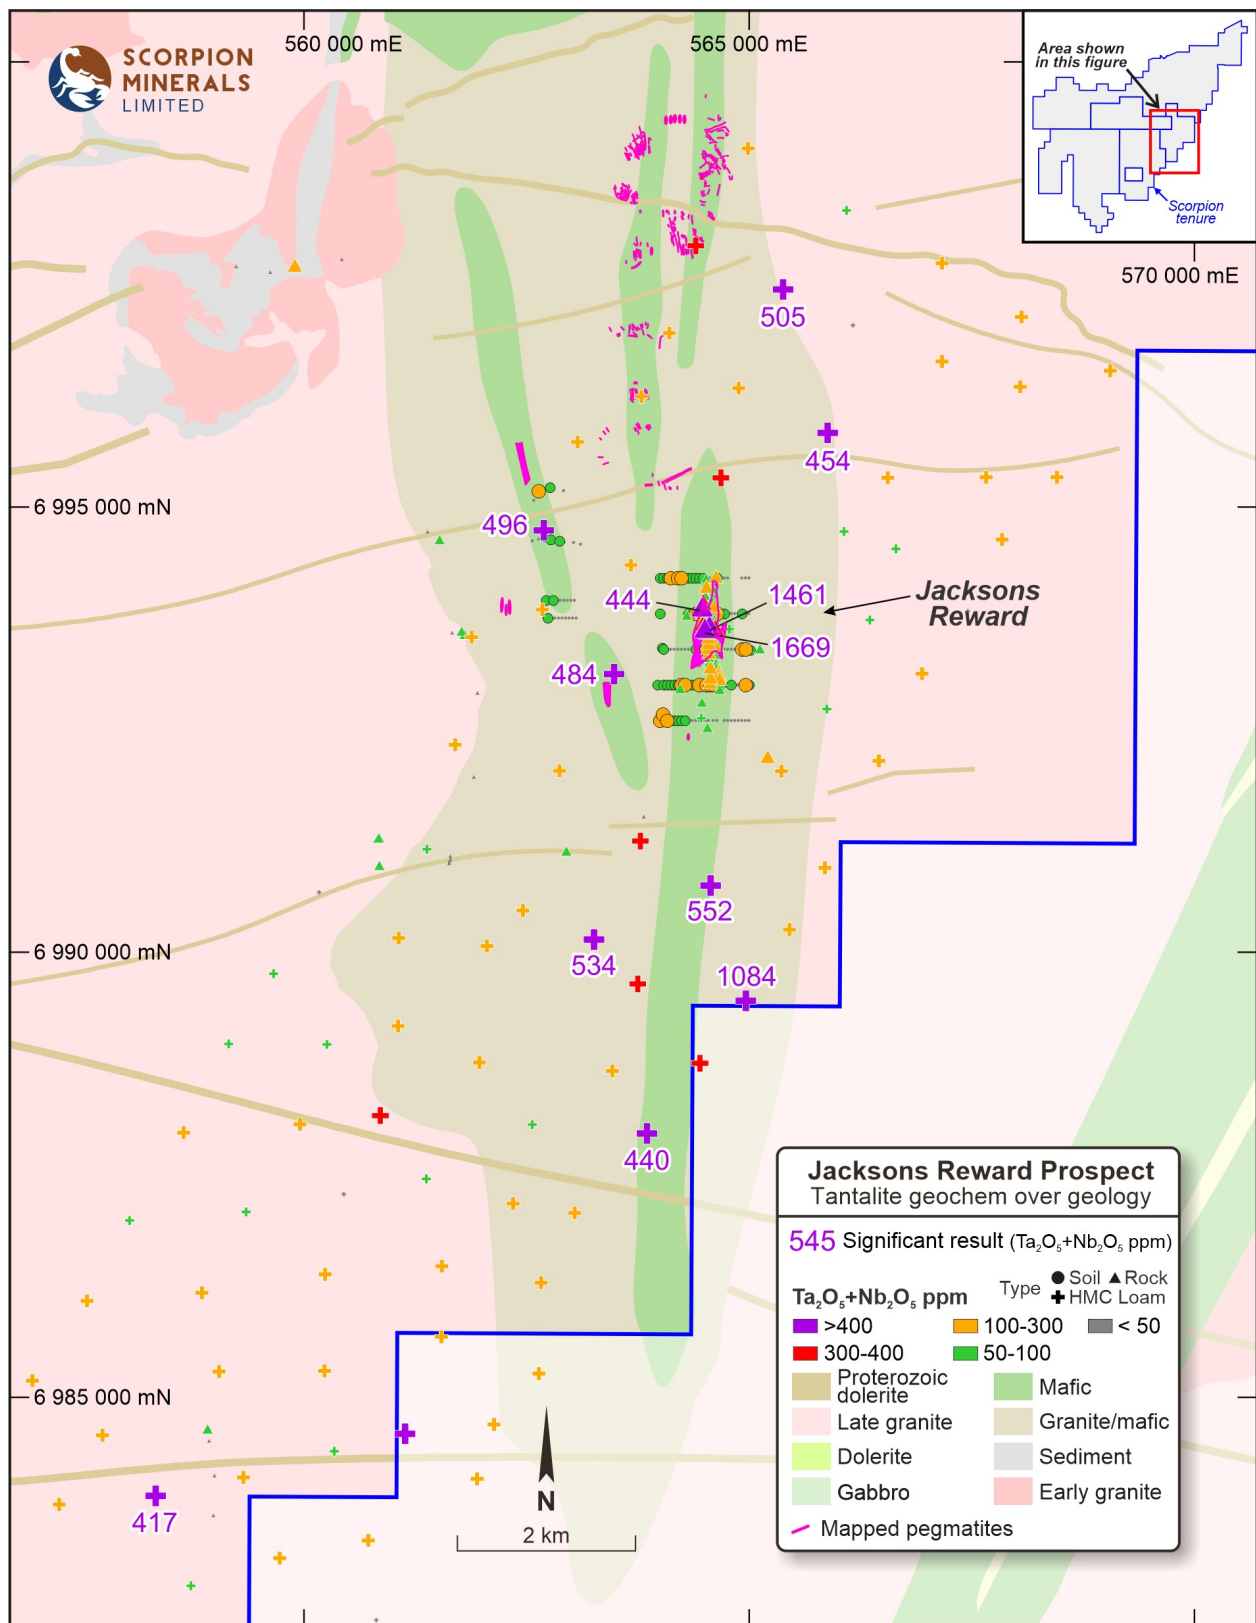 560 000 mE
565 000 mE
SCORPION
MINERALS
LIMITED
Area shown
in this figure
Scorpion
tenure
570 000 mE
505
454
6 995 000 mN
496
444
1461
Jacksons
Reward
1669
484
552
534
6 990 000 mN
1084
440
6 985 000 mN
417
N
2 km
Jacksons Reward Prospect
Tantalite geochem over geology
545 Significant result (Ta₂O₅+Nb₂O₅ ppm)
Ta₂O₅+Nb₂O₅ ppm
Type
Soil
Rock
HMC Loam
>400
100-300
< 50
300-400
50-100
Proterozoic
dolerite
Mafic
Late granite
Granite/mafic
Dolerite
Sediment
Gabbro
Early granite
Mapped pegmatites